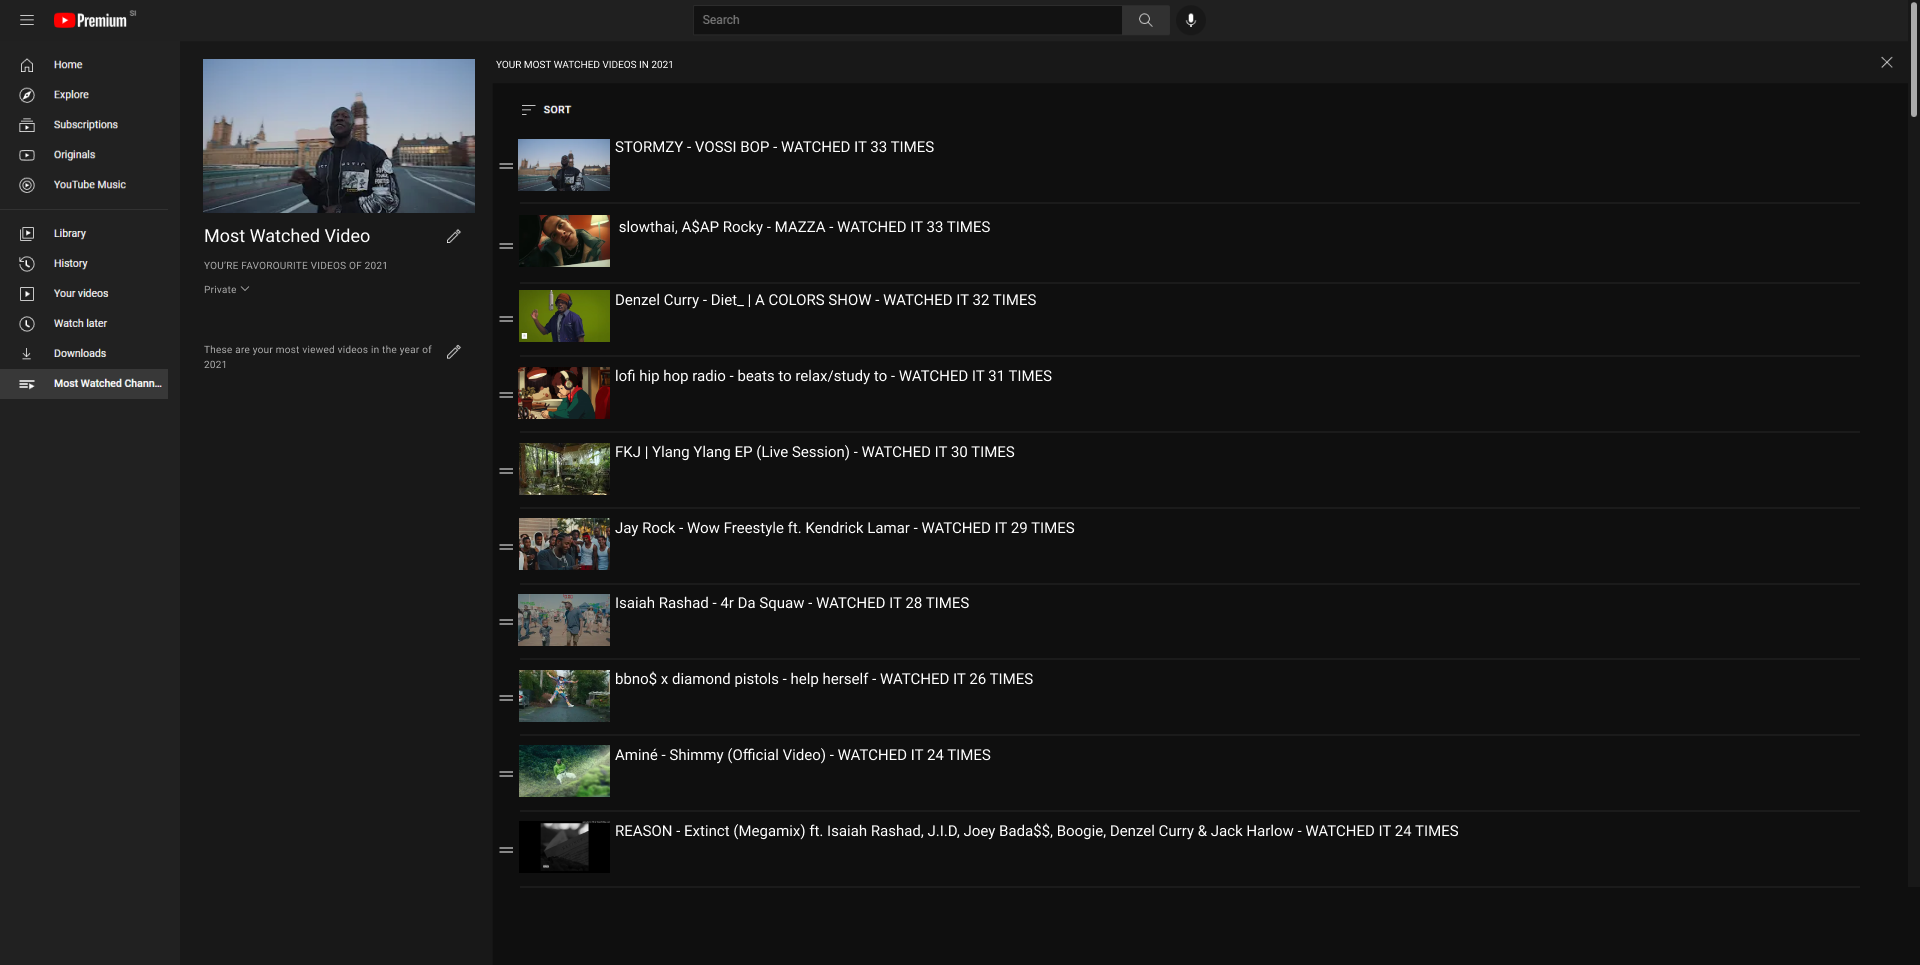 Premium SI
Search
Home
Explore
Subscriptions
Originals
YouTube Music
Library
History
Your videos
Watch later
Downloads
Most Watched Chann...
Most Watched Video
YOU'RE FAVOROURITE VIDEOS OF 2021
Private
These are your most viewed videos in the year of
2021
YOUR MOST WATCHED VIDEOS IN 2021
SORT
STORMZY - VOSSI BOP - WATCHED IT 33 TIMES
slowthai, A$AP Rocky - MAZZA - WATCHED IT 33 TIMES
Denzel Curry - Diet_ | A COLORS SHOW - WATCHED IT 32 TIMES
lofi hip hop radio - beats to relax/study to - WATCHED IT 31 TIMES
FKJ | Ylang Ylang EP (Live Session) - WATCHED IT 30 TIMES
Jay Rock - Wow Freestyle ft. Kendrick Lamar - WATCHED IT 29 TIMES
Isaiah Rashad - 4r Da Squaw - WATCHED IT 28 TIMES
bbno$ x diamond pistols - help herself - WATCHED IT 26 TIMES
Aminé - Shimmy (Official Video) - WATCHED IT 24 TIMES
REASON - Extinct (Megamix) ft. Isaiah Rashad, J.I.D, Joey Bada$$, Boogie, Denzel Curry & Jack Harlow - WATCHED IT 24 TIMES